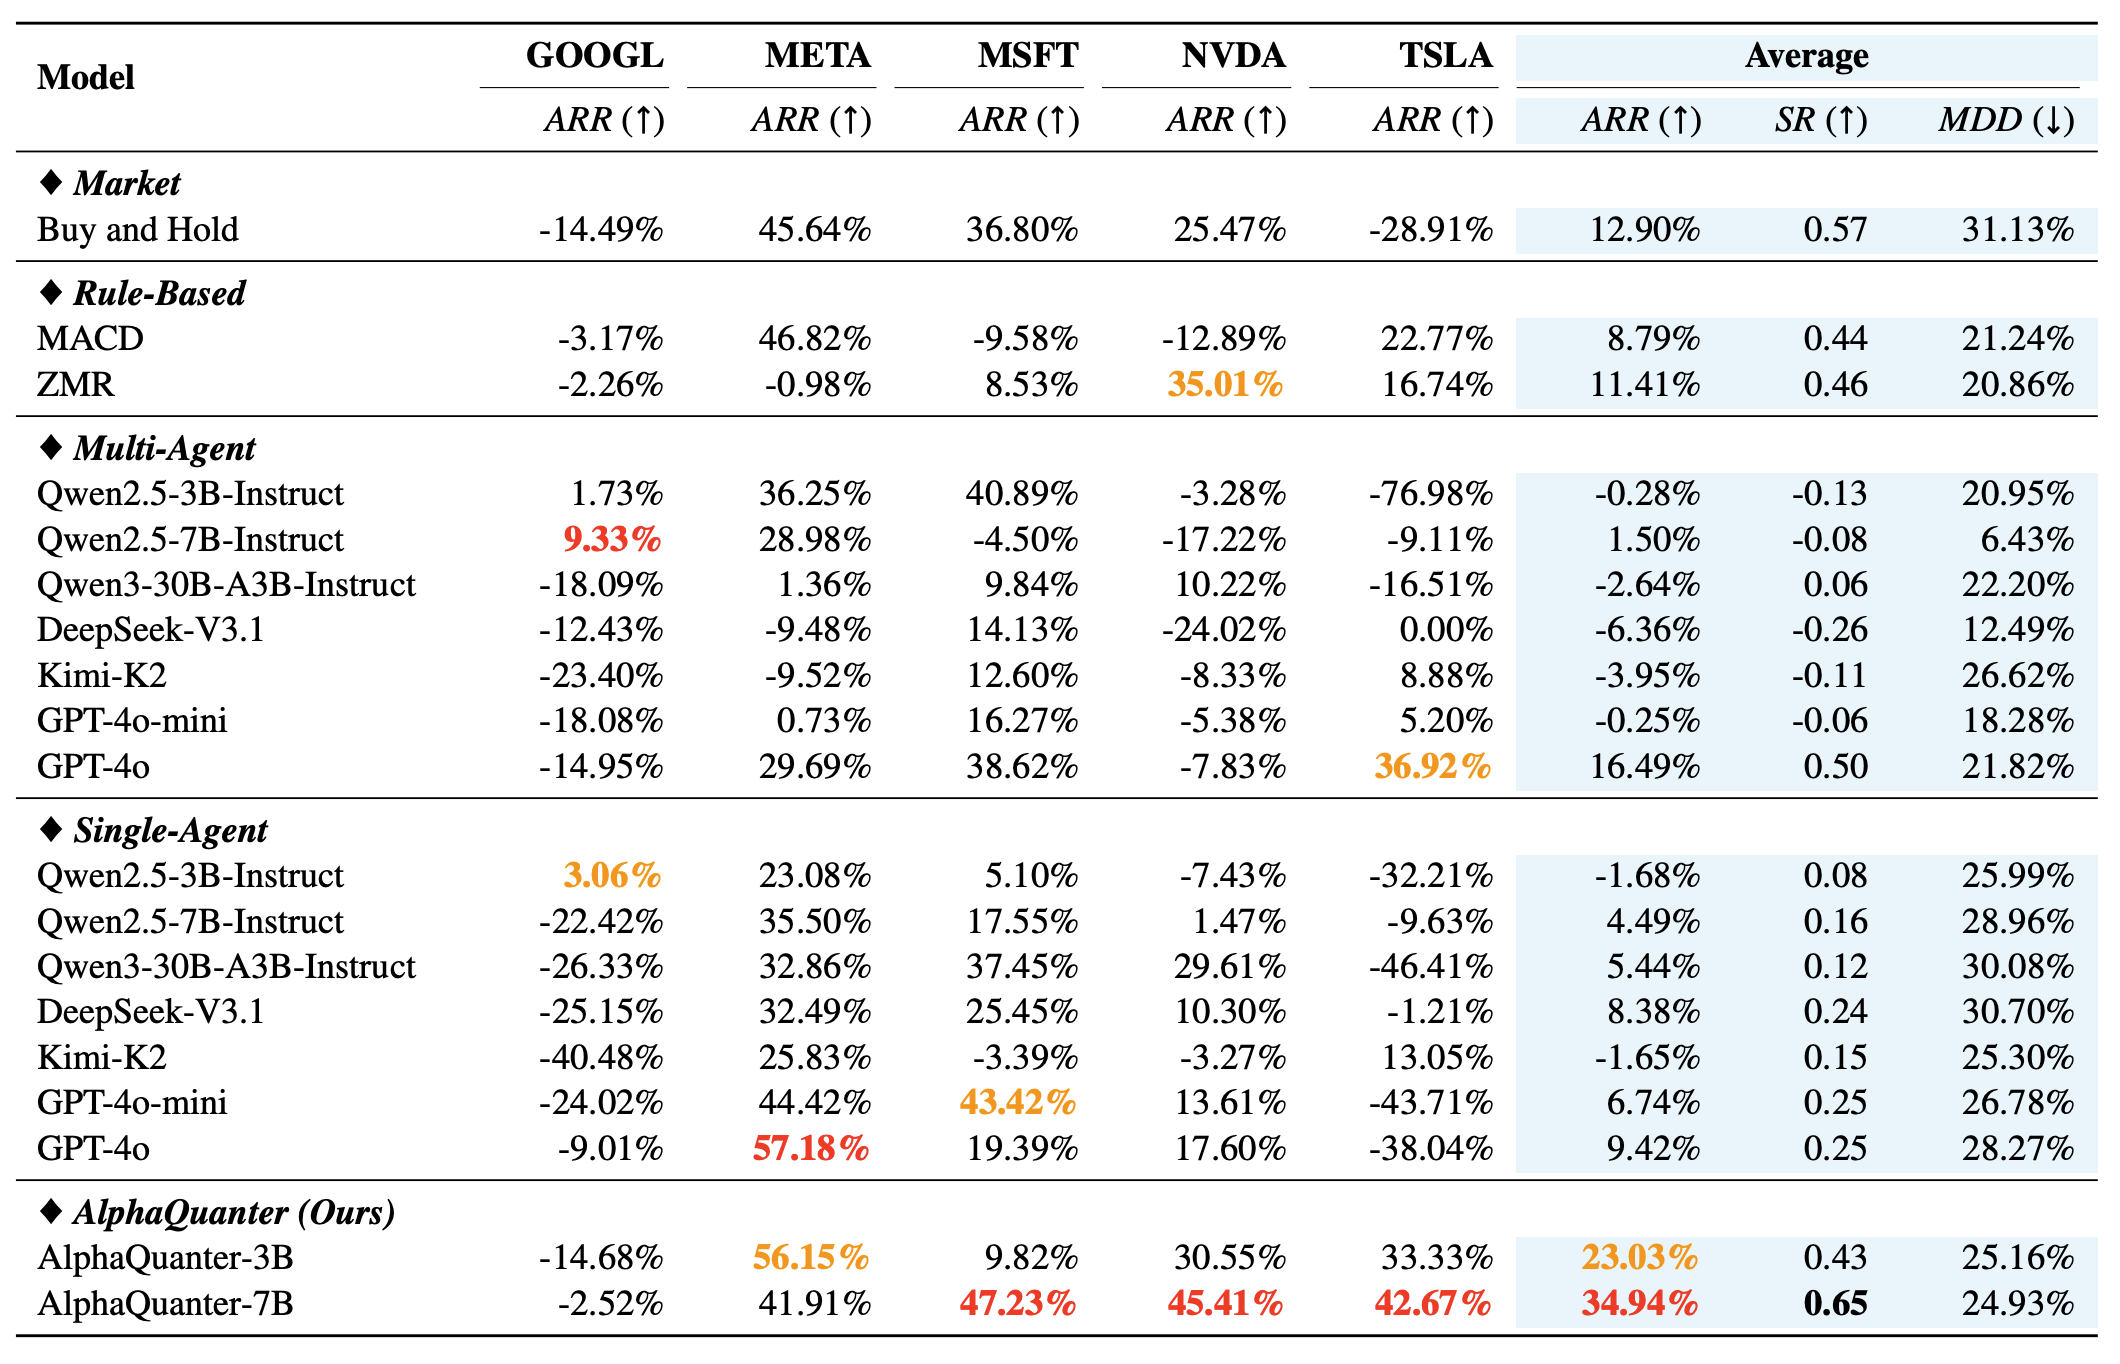 Model GOOGL META MSFT NVDA TSLA Average
ARR (↑) ARR (↑) ARR (↑) ARR (↑) ARR (↑) ARR (↑) SR (↑) MDD (↓)
♦ Market
Buy and Hold -14.49% 45.64% 36.80% 25.47% -28.91% 12.90% 0.57 31.13%
♦ Rule-Based
MACD -3.17% 46.82% -9.58% -12.89% 22.77% 8.79% 0.44 21.24%
ZMR -2.26% -0.98% 8.53% 35.01% 16.74% 11.41% 0.46 20.86%
♦ Multi-Agent
Qwen2.5-3B-Instruct 1.73% 36.25% 40.89% -3.28% -76.98% -0.28% -0.13 20.95%
Qwen2.5-7B-Instruct 9.33% 28.98% -4.50% -17.22% -9.11% 1.50% -0.08 6.43%
Qwen3-30B-A3B-Instruct -18.09% 1.36% 9.84% 10.22% -16.51% -2.64% 0.06 22.20%
DeepSeek-V3.1 -12.43% -9.48% 14.13% -24.02% 0.00% -6.36% -0.26 12.49%
Kimi-K2 -23.40% -9.52% 12.60% -8.33% 8.88% -3.95% -0.11 26.62%
GPT-4o-mini -18.08% 0.73% 16.27% -5.38% 5.20% -0.25% -0.06 18.28%
GPT-4o -14.95% 29.69% 38.62% -7.83% 36.92% 16.49% 0.50 21.82%
♦ Single-Agent
Qwen2.5-3B-Instruct 3.06% 23.08% 5.10% -7.43% -32.21% -1.68% 0.08 25.99%
Qwen2.5-7B-Instruct -22.42% 35.50% 17.55% 1.47% -9.63% 4.49% 0.16 28.96%
Qwen3-30B-A3B-Instruct -26.33% 32.86% 37.45% 29.61% -46.41% 5.44% 0.12 30.08%
DeepSeek-V3.1 -25.15% 32.49% 25.45% 10.30% -1.21% 8.38% 0.24 30.70%
Kimi-K2 -40.48% 25.83% -3.39% -3.27% 13.05% -1.65% 0.15 25.30%
GPT-4o-mini -24.02% 44.42% 43.42% 13.61% -43.71% 6.74% 0.25 26.78%
GPT-4o -9.01% 57.18% 19.39% 17.60% -38.04% 9.42% 0.25 28.27%
♦ AlphaQuanter (Ours)
AlphaQuanter-3B -14.68% 56.15% 9.82% 30.55% 33.33% 23.03% 0.43 25.16%
AlphaQuanter-7B -2.52% 41.91% 47.23% 45.41% 42.67% 34.94% 0.65 24.93%